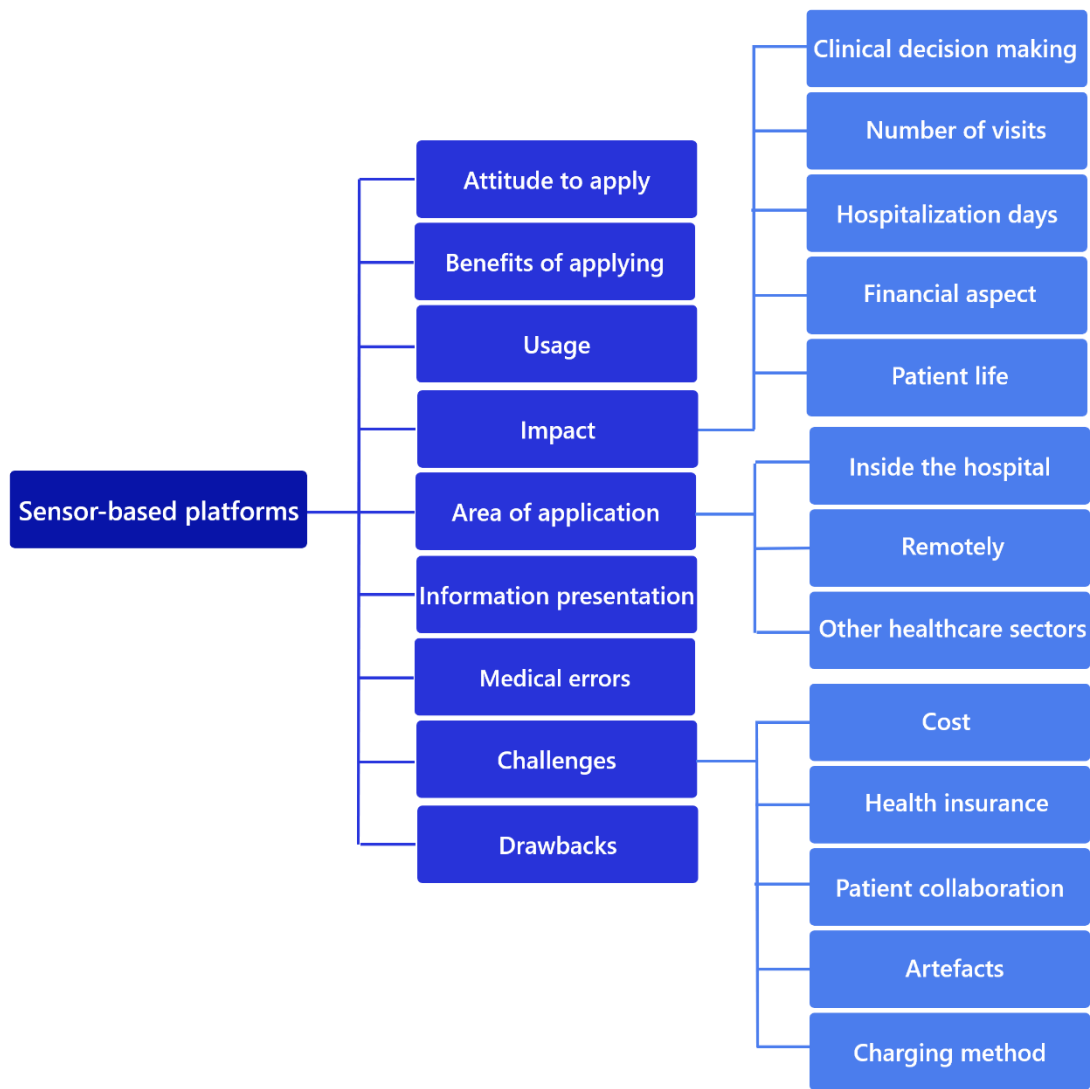 Sensor-based platforms
Attitude to apply
Benefits of applying
Usage
Impact
Area of application
Information presentation
Medical errors
Challenges
Drawbacks
Clinical decision making
Number of visits
Hospitalization days
Financial aspect
Patient life
Inside the hospital
Remotely
Other healthcare sectors
Cost
Health insurance
Patient collaboration
Artefacts
Charging method